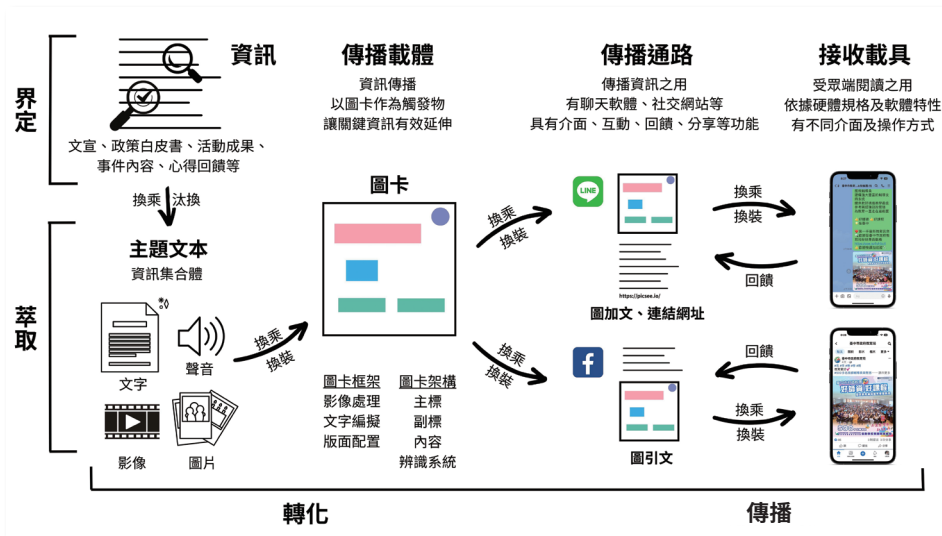 界定
資訊
文宣、政策白皮書、活動成果、
事件內容、心得回饋等
換乘
汰換
傳播載體
資訊傳播
以圖卡作為觸發物
讓關鍵資訊有效延伸
傳播通路
傳播資訊之用
有聊天軟體、社交網站等
具有介面、互動、回饋、分享等功能
接收載具
受眾端閱讀之用
依據硬體規格及軟體特性
有不同介面及操作方式
萃取
主題文本
資訊集合體
文字
聲音
影像
圖片
換乘
換裝
圖卡
圖卡框架
影像處理
文字編擬
版面配置
圖卡架構
主標
副標
內容
辨識系統
換乘
換裝
換乘
換裝
LINE
https://picsee.io/
圖加文、連結網址
圖引文
換乘
換裝
回饋
回饋
換乘
換裝
好師資 好課程
轉化
傳播